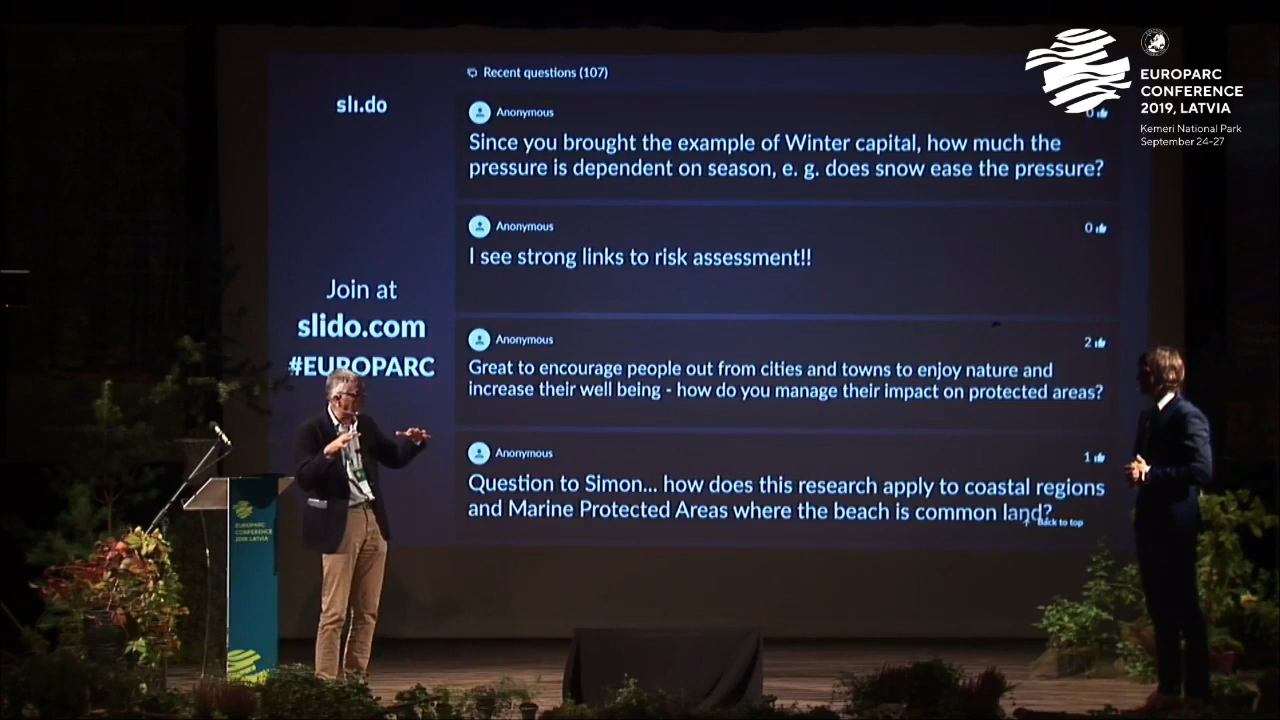 Recent questions (107)
sli.do
Anonymous
0
Since you brought the example of Winter capital, how much the
pressure is dependent on season, e. g. does snow ease the pressure?
Anonymous
0
I see strong links to risk assessment!!
Join at
slido.com
#EUROPARC
Anonymous
2
Great to encourage people out from cities and towns to enjoy nature and
increase their well being - how do you manage their impact on protected areas?
Anonymous
1
Question to Simon... how does this research apply to coastal regions
and Marine Protected Areas where the beach is common land?
Back to top
EUROPARC
CONFERENCE
2019, LATVIA
Kemeri National Park
September 24-27
EUROPARC
CONFERENCE
2019, LATVIA